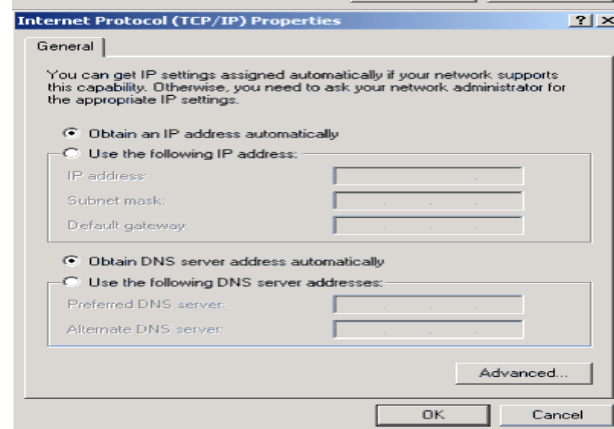 Internet Protocol (TCP/IP) Properties
General
You can get IP settings assigned automatically if your network supports
this capability. Otherwise, you need to ask your network administrator for
the appropriate IP settings.
Obtain an IP address automatically
Use the following IP address:
IP address:
Subnet mask:
Default gateway:
Obtain DNS server address automatically
Use the following DNS server addresses:
Preferred DNS server:
Alternate DNS server:
Advanced...
OK Cancel